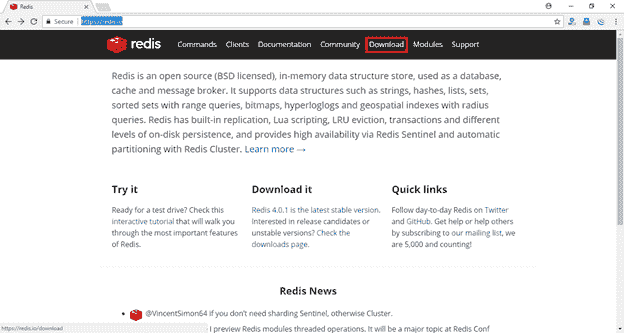 Redis
Secure https://redis.io
redis Commands Clients Documentation Community Download Modules Support
Redis is an open source (BSD licensed), in-memory data structure store, used as a database,
cache and message broker. It supports data structures such as strings, hashes, lists, sets,
sorted sets with range queries, bitmaps, hyperloglogs and geospatial indexes with radius
queries. Redis has built-in replication, Lua scripting, LRU eviction, transactions and different
levels of on-disk persistence, and provides high availability via Redis Sentinel and automatic
partitioning with Redis Cluster. Learn more →
Try it
Ready for a test drive? Check this
interactive tutorial that will walk you
through the most important features
of Redis.
Download it
Redis 4.0.1 is the latest stable version.
Interested in release candidates or
unstable versions? Check the
downloads page.
Quick links
Follow day-to-day Redis on Twitter
and GitHub. Get help or help others
by subscribing to our mailing list, we
are 5,000 and counting!
Redis News
@VincentSimon64 if you don't need sharding Sentinel, otherwise Cluster.
I preview Redis modules threaded operations. It will be a major topic at Redis Conf
https://redis.io/download